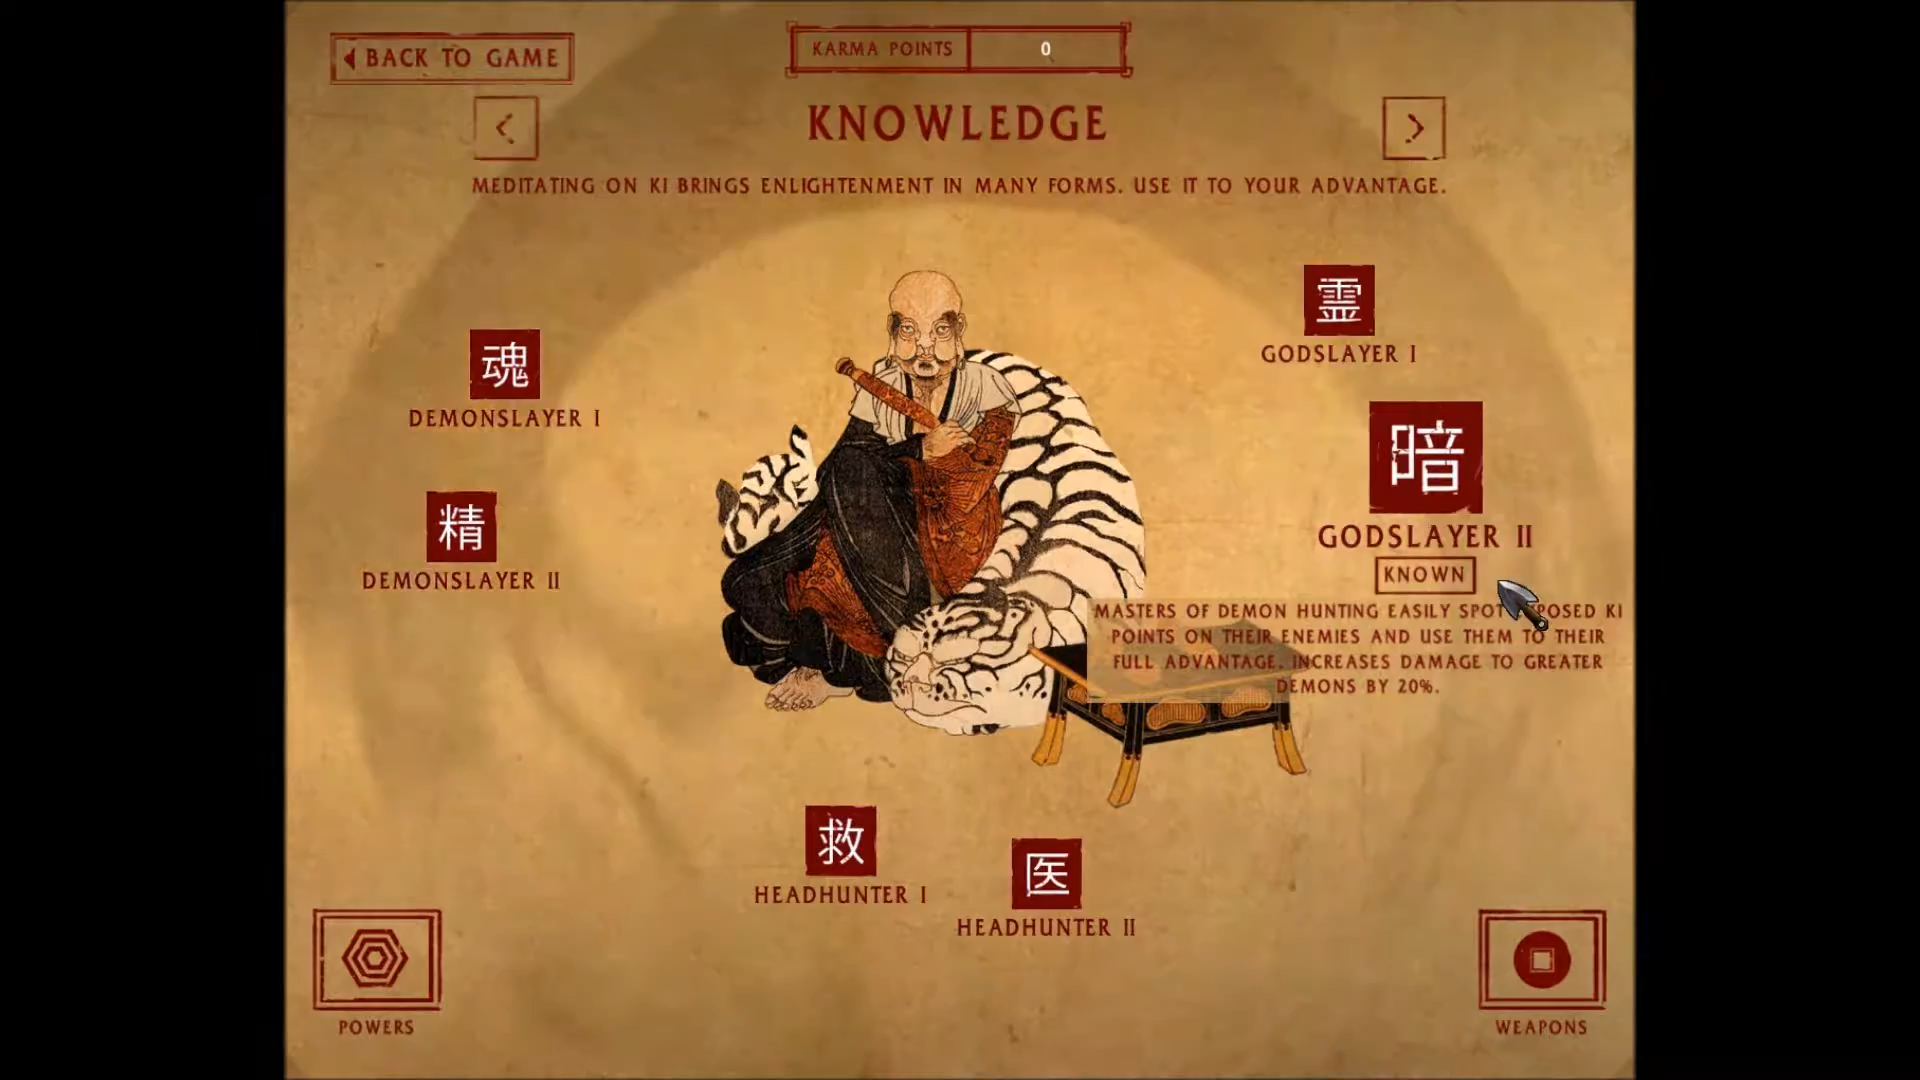 BACK TO GAME
KARMA POINTS 0
KNOWLEDGE
MEDITATING ON KI BRINGS ENLIGHTENMENT IN MANY FORMS. USE IT TO YOUR ADVANTAGE.
魂
DEMONSLAYER I
精
DEMONSLAYER II
霊
GODSLAYER I
暗
GODSLAYER II
KNOWN
MASTERS OF DEMON HUNTING EASILY SPOT POSED KI
POINTS ON THEIR ENEMIES AND USE THEM TO THEIR
FULL ADVANTAGE. INCREASES DAMAGE TO GREATER
DEMONS BY 20%.
救
HEADHUNTER I
医
HEADHUNTER II
POWERS
WEAPONS